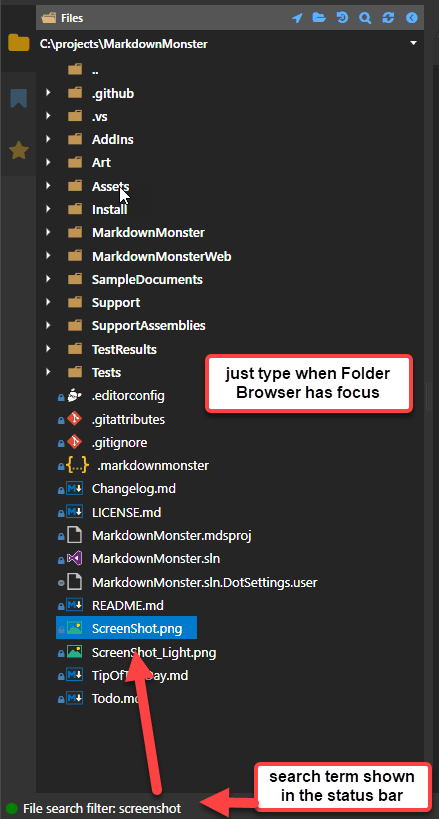 Files
C:\projects\MarkdownMonster
..
.github
.vs
AddIns
Art
Assets
Install
MarkdownMonster
MarkdownMonsterWeb
SampleDocuments
Support
SupportAssemblies
TestResults
Tests
just type when Folder
Browser has focus
.editorconfig
.gitattributes
.gitignore
{...} .markdownmonster
Changelog.md
LICENSE.md
MarkdownMonster.mdsproj
MarkdownMonster.sln
MarkdownMonster.sln.DotSettings.user
README.md
ScreenShot.png
ScreenShot_Light.png
Day.md
Todo.md
search term shown
in the status bar
File search filter: screenshot